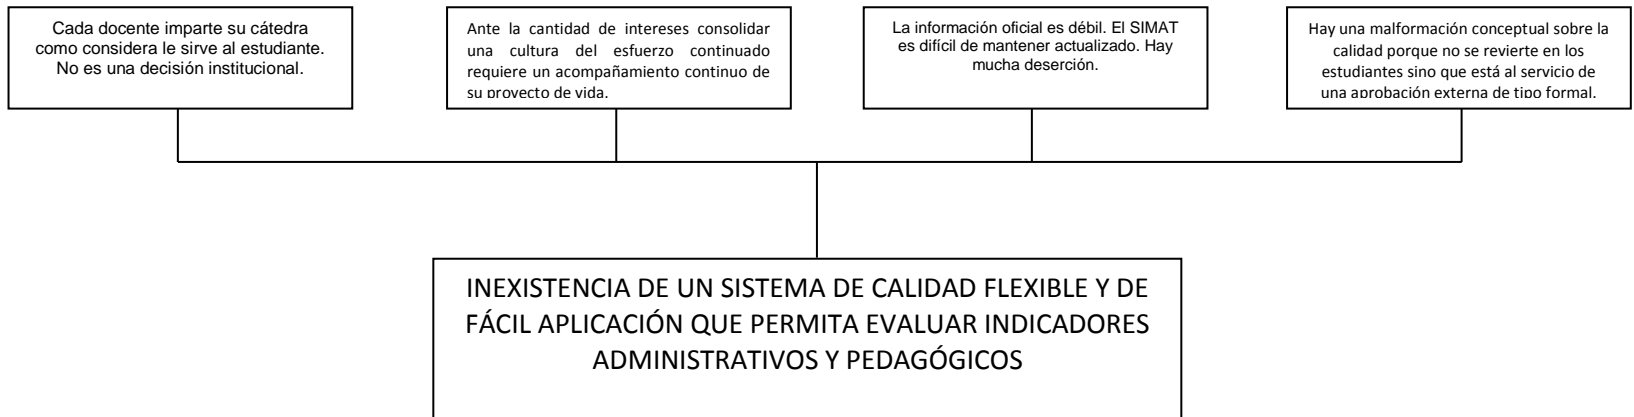 Cada docente imparte su cátedra
como considera le sirve al estudiante.
No es una decisión institucional.
Ante la cantidad de intereses consolidar
una cultura del esfuerzo continuado
requiere un acompañamiento continuo de
su proyecto de vida.
La información oficial es débil. El SIMAT
es difícil de mantener actualizado. Hay
mucha deserción.
Hay una malformación conceptual sobre la
calidad porque no se revierte en los
estudiantes sino que está al servicio de
una aprobación externa de tipo formal.
INEXISTENCIA DE UN SISTEMA DE CALIDAD FLEXIBLE Y DE
FÁCIL APLICACIÓN QUE PERMITA EVALUAR INDICADORES
ADMINISTRATIVOS Y PEDAGÓGICOS